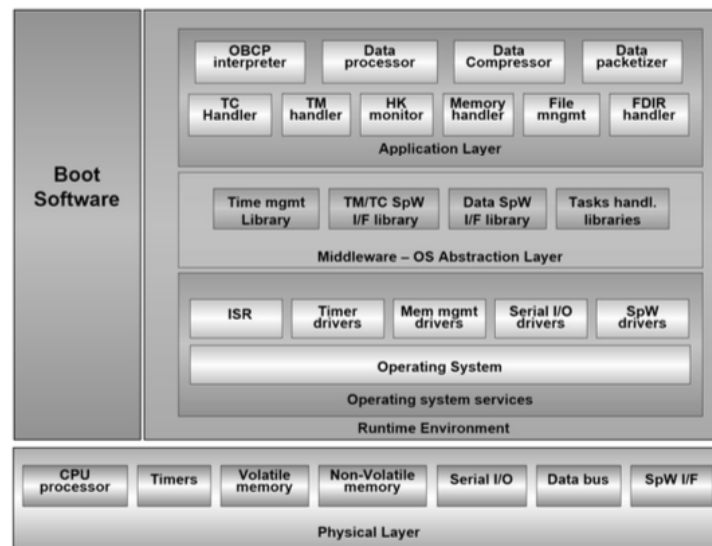 Boot
Software
OBCP
interpreter
Data
processor
Data
Compressor
Data
packetizer
TC
Handler
TM
handler
HK
monitor
Memory
handler
File
mngmt
FDIR
handler
Application Layer
Time mgmt
Library
TM/TC SpW
I/F library
Data SpW
I/F library
Tasks handl.
libraries
Middleware – OS Abstraction Layer
ISR
Timer
drivers
Mem mgmt
drivers
Serial I/O
drivers
SpW
drivers
Operating System
Operating system services
Runtime Environment
CPU
processor
Timers
Volatile
memory
Non-Volatile
memory
Serial I/O
Data bus
SpW I/F
Physical Layer